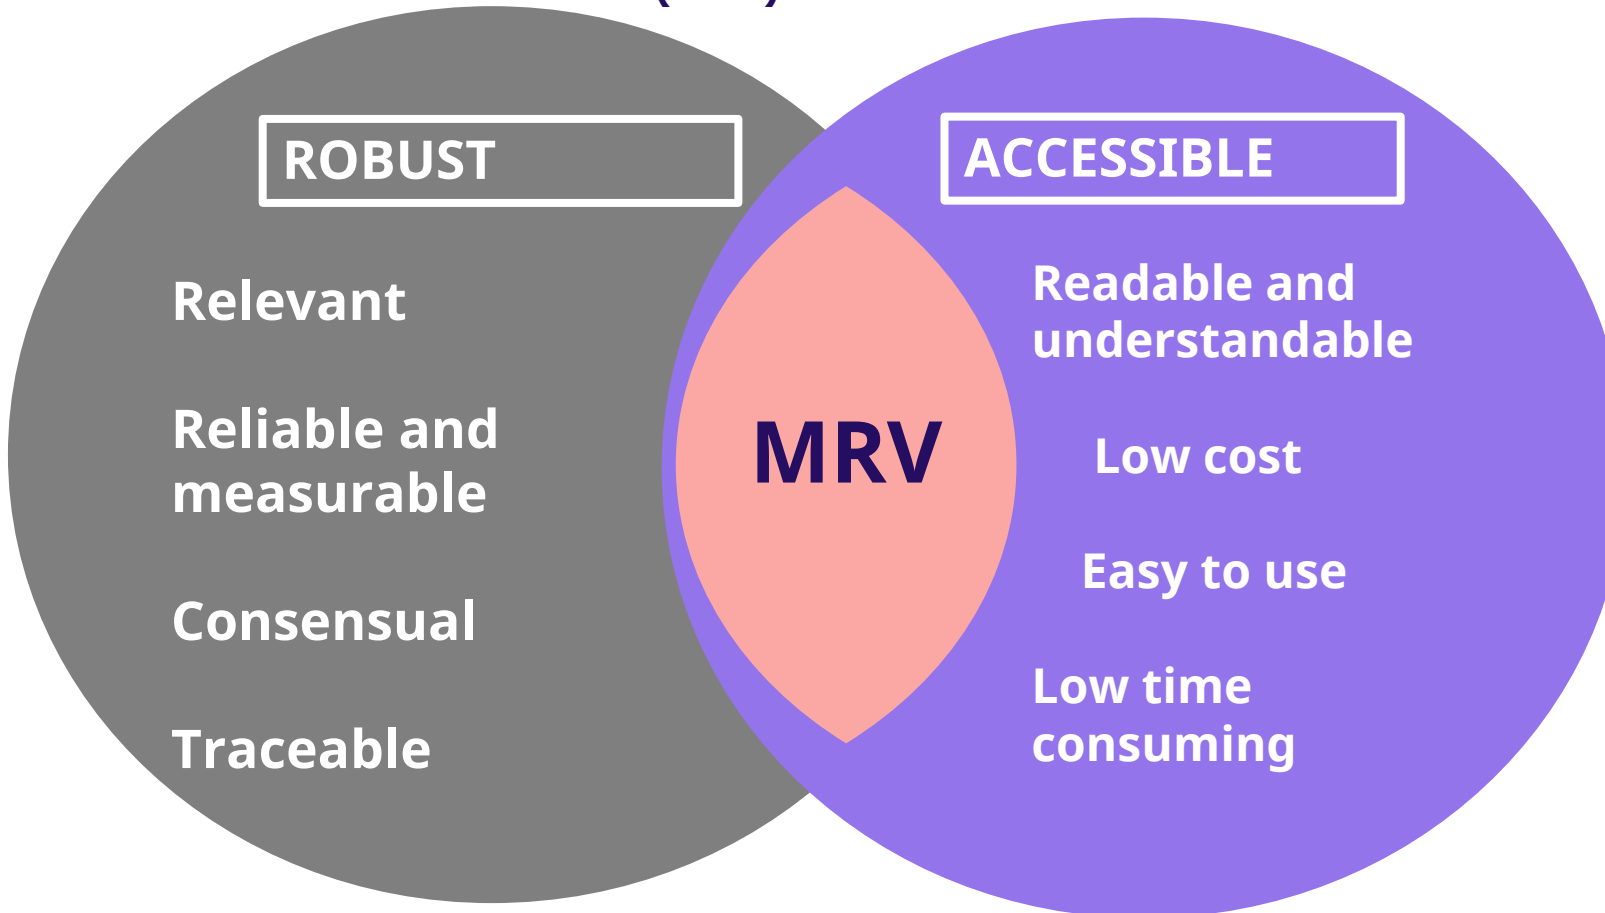 ROBUST
Relevant
Reliable and
measurable
Consensual
Traceable
MRV
ACCESSIBLE
Readable and
understandable
Low cost
Easy to use
Low time
consuming